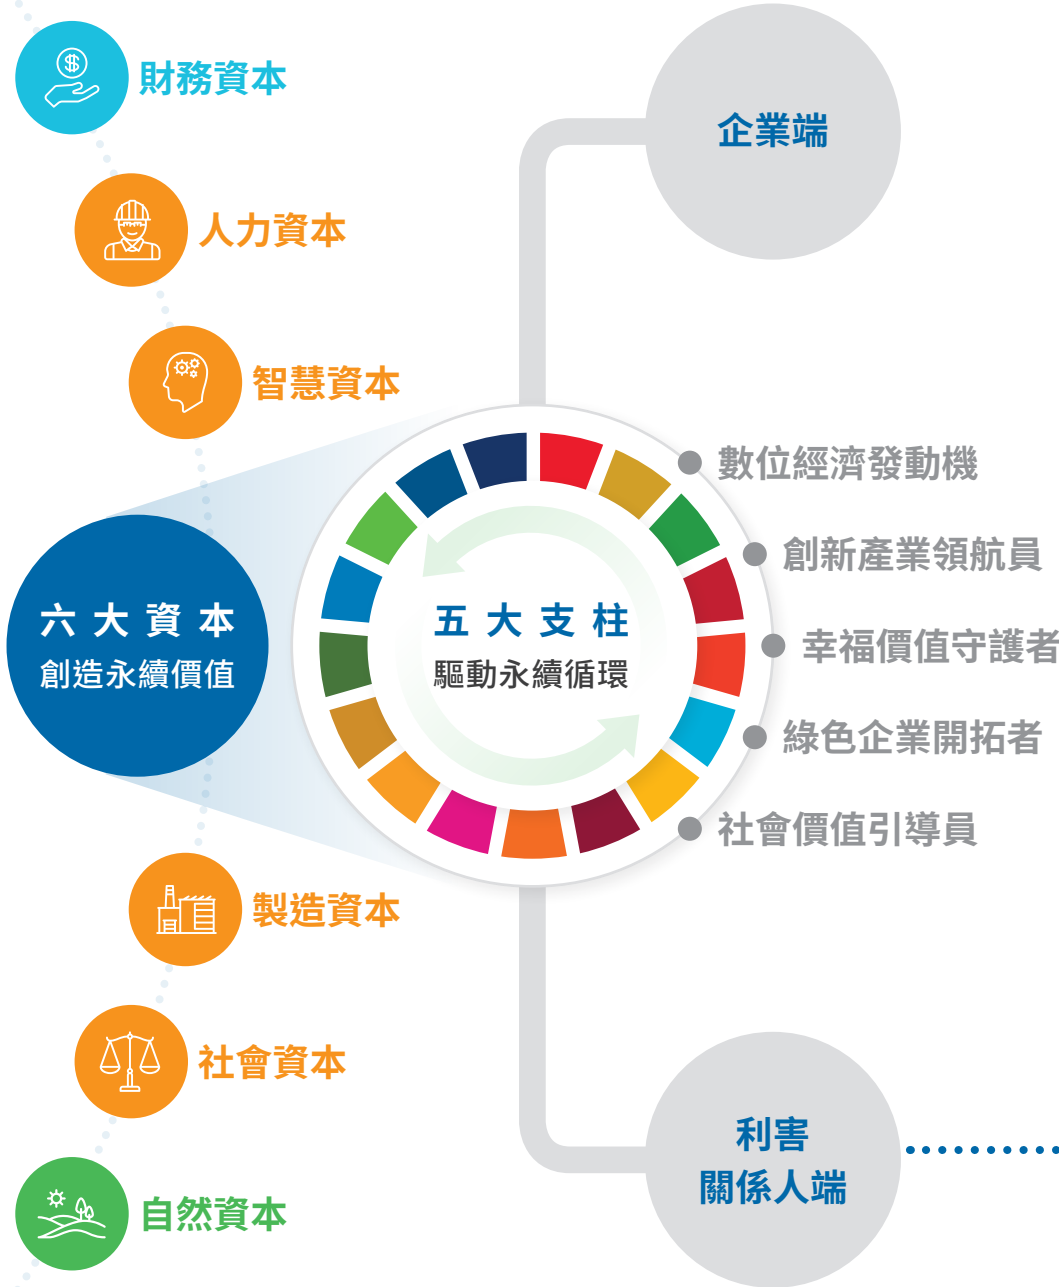 財務資本
企業端
人力資本
智慧資本
數位經濟發動機
創新產業領航員
六大資本
創造永續價值
五大支柱
驅動永續循環
幸福價值守護者
綠色企業開拓者
社會價值引導員
製造資本
社會資本
利害
關係人端
自然資本